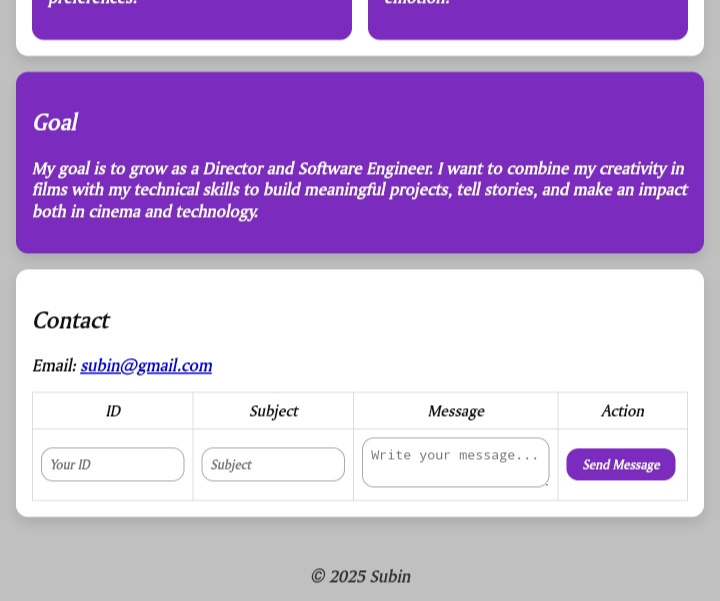 preferences.
emotion.
Goal
My goal is to grow as a Director and Software Engineer. I want to combine my creativity in
films with my technical skills to build meaningful projects, tell stories, and make an impact
both in cinema and technology.
Contact
Email: subin@gmail.com
ID Subject Message Action
Your ID Subject Write your message... Send Message
© 2025 Subin